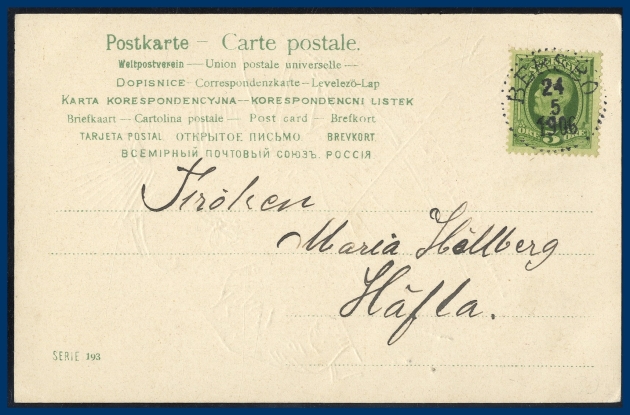 Postkarte – Carte postale.
Weltpostverein — Union postale universelle —
DOPISNICE – Correspondenzkarte – Levelező-Lap
KARTA KORESPONDENCYJNA — KORESPONDENCNI LISTEK
Briefkaart — Cartolina postale — Post card — Brefkort
TARJETA POSTAL ОТКРЫТОЕ ПИСЬМО BREVKORT.
ВСЕМІРНЫЙ ПОЧТОВЫЙ СОЮЗЪ. РОССІЯ
24
5
1906
5
ÖRE
Fröken
Maria Hällberg
Häfla.
SERIE 193